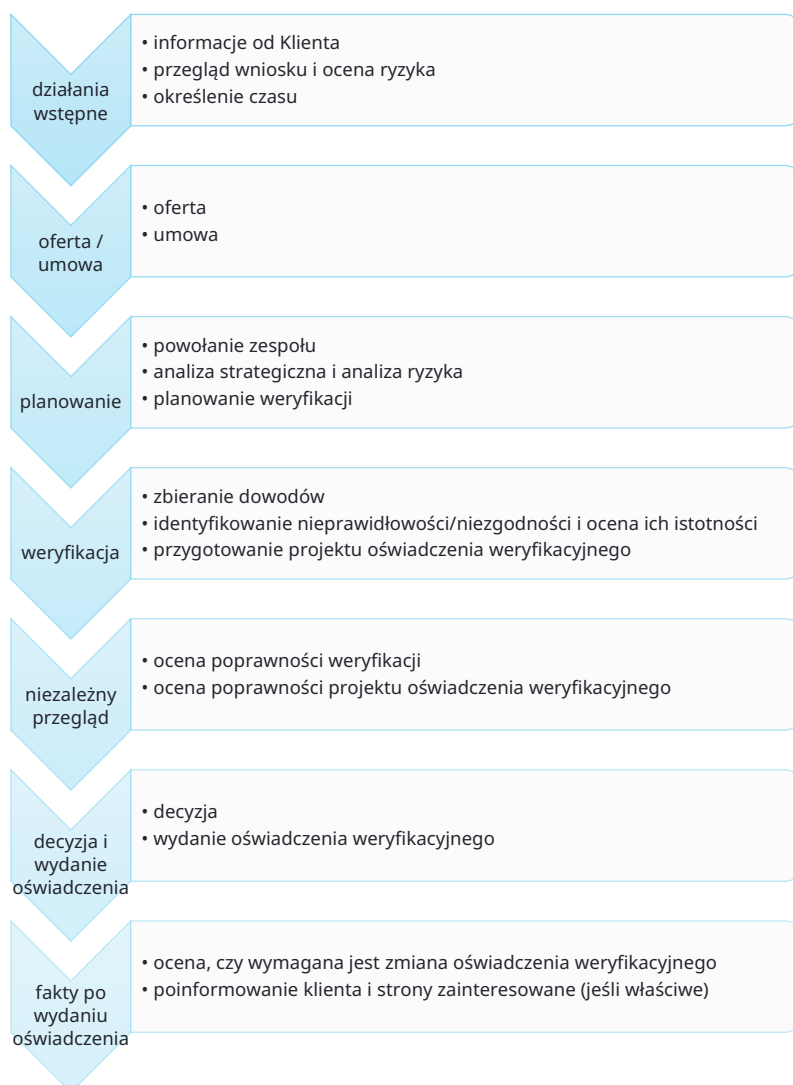 działania
wstępne
• informacje od Klienta
• przegląd wniosku i ocena ryzyka
• określenie czasu
oferta /
umowa
• oferta
• umowa
planowanie
• powołanie zespołu
• analiza strategiczna i analiza ryzyka
• planowanie weryfikacji
weryfikacja
• zbieranie dowodów
• identyfikowanie nieprawidłowości/niezgodności i ocena ich istotności
• przygotowanie projektu oświadczenia weryfikacyjnego
niezależny
przegląd
• ocena poprawności weryfikacji
• ocena poprawności projektu oświadczenia weryfikacyjnego
decyzja i
wydanie
oświadczenia
• decyzja
• wydanie oświadczenia weryfikacyjnego
fakty po
wydaniu
oświadczenia
• ocena, czy wymagana jest zmiana oświadczenia weryfikacyjnego
• poinformowanie klienta i strony zainteresowane (jeśli właściwe)